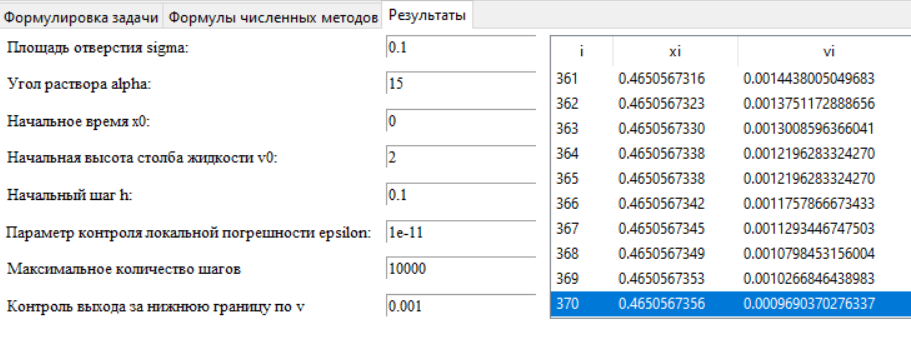 Формулировка задачи Формулы численных методов Результаты
Площадь отверстия sigma: 0.1
Угол раствора alpha: 15
Начальное время x0: 0
Начальная высота столба жидкости v0: 2
Начальный шаг h: 0.1
Параметр контроля локальной погрешности epsilon: 1e-11
Максимальное количество шагов 10000
Контроль выхода за нижнюю границу по v 0.001
i xi vi
361 0.4650567316 0.0014438005049683
362 0.4650567323 0.0013751172888656
363 0.4650567330 0.0013008596366041
364 0.4650567338 0.0012196283324270
365 0.4650567338 0.0012196283324270
366 0.4650567342 0.0011757866673433
367 0.4650567345 0.0011293446747503
368 0.4650567349 0.0010798453156004
369 0.4650567353 0.0010266846438983
370 0.4650567356 0.0009690370276337